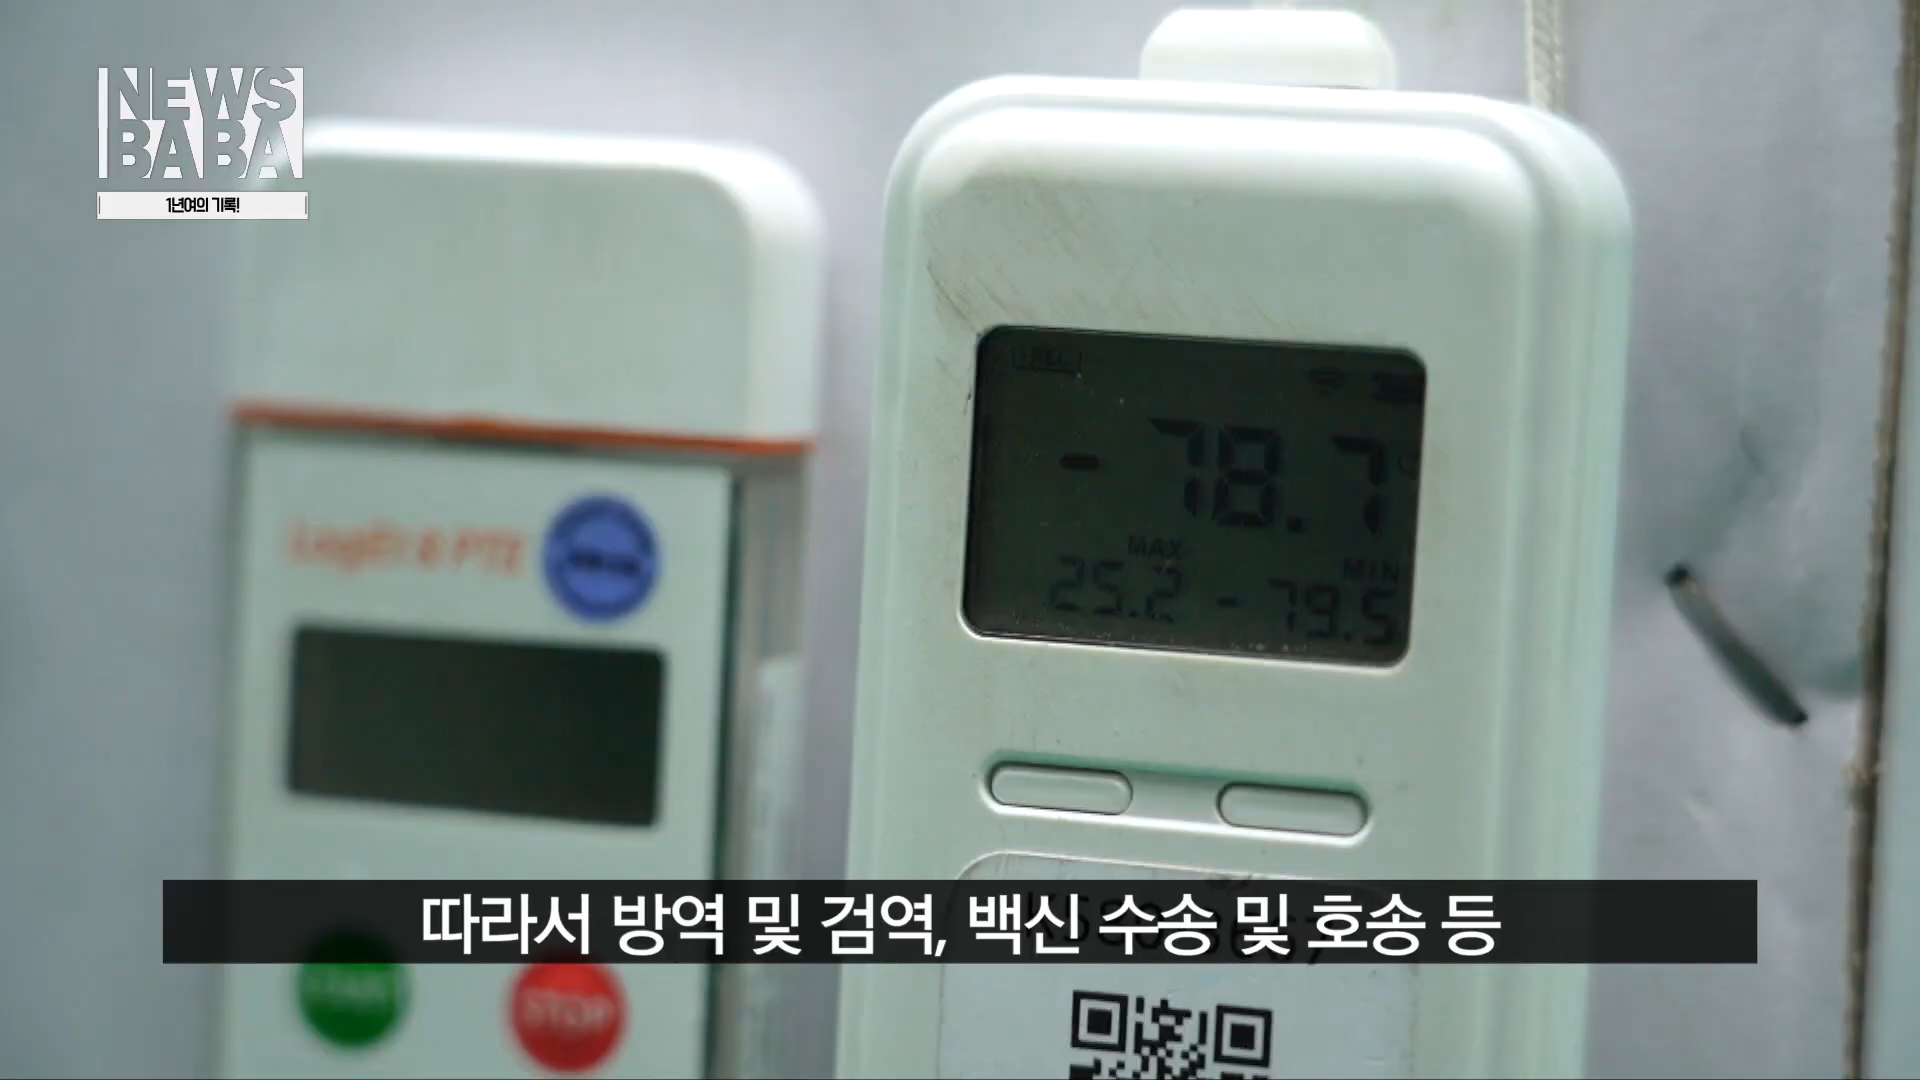 NEWS
BABA
1년여의 기록!
-78.7
MAX
MIN
25.2
-79.5
STOP
따라서 방역 및 검역, 백신 수송 및 호송 등